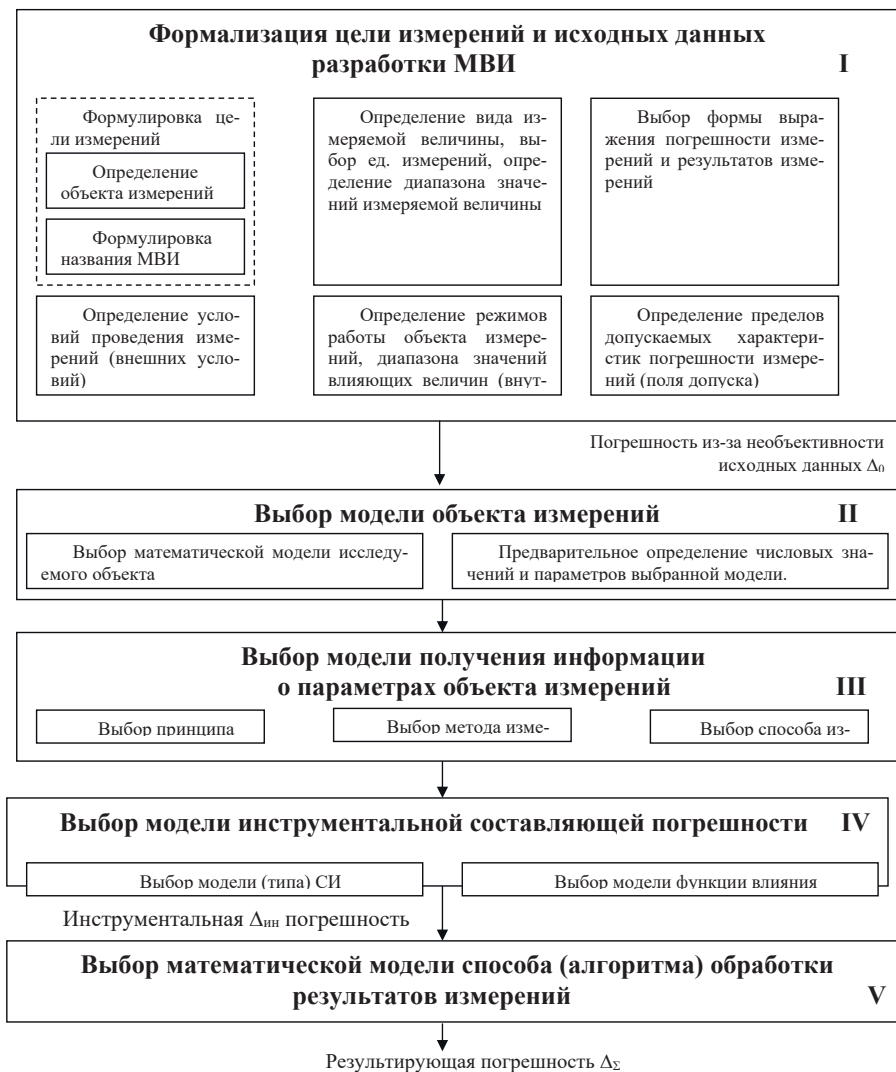 Формализация цели измерений и исходных данных
разработки МВИ I
Формулировка це-
ли измерений
Определение
объекта измерений
Формулировка
названия МВИ
Определение вида из-
меряемой величины, вы-
бор ед. измерений, опре-
деление диапазона значе-
ний измеряемой величины
Выбор формы выра-
жения погрешности изме-
рений и результатов изме-
рений
Определение усло-
вий проведения изме-
рений (внешних усло-
вий)
Определение режимов
работы объекта измере-
ний, диапазона значений
влияющих величин (внут-
Определение пределов
допускаемых характери-
стик погрешности измере-
ний (поля допуска)
Погрешность из-за необъективности
исходных данных Δ₀
Выбор модели объекта измерений II
Выбор математической модели исследу-
емого объекта
Предварительное определение числовых зна-
чений и параметров выбранной модели.
Выбор модели получения информации
о параметрах объекта измерений III
Выбор принципа
Выбор метода изме-
Выбор способа из-
Выбор модели инструментальной составляющей погрешности IV
Выбор модели (типа) СИ
Выбор модели функции влияния
Инструментальная Δин погрешность
Выбор математической модели способа (алгоритма) обработки
результатов измерений V
Результирующая погрешность ΔΣ